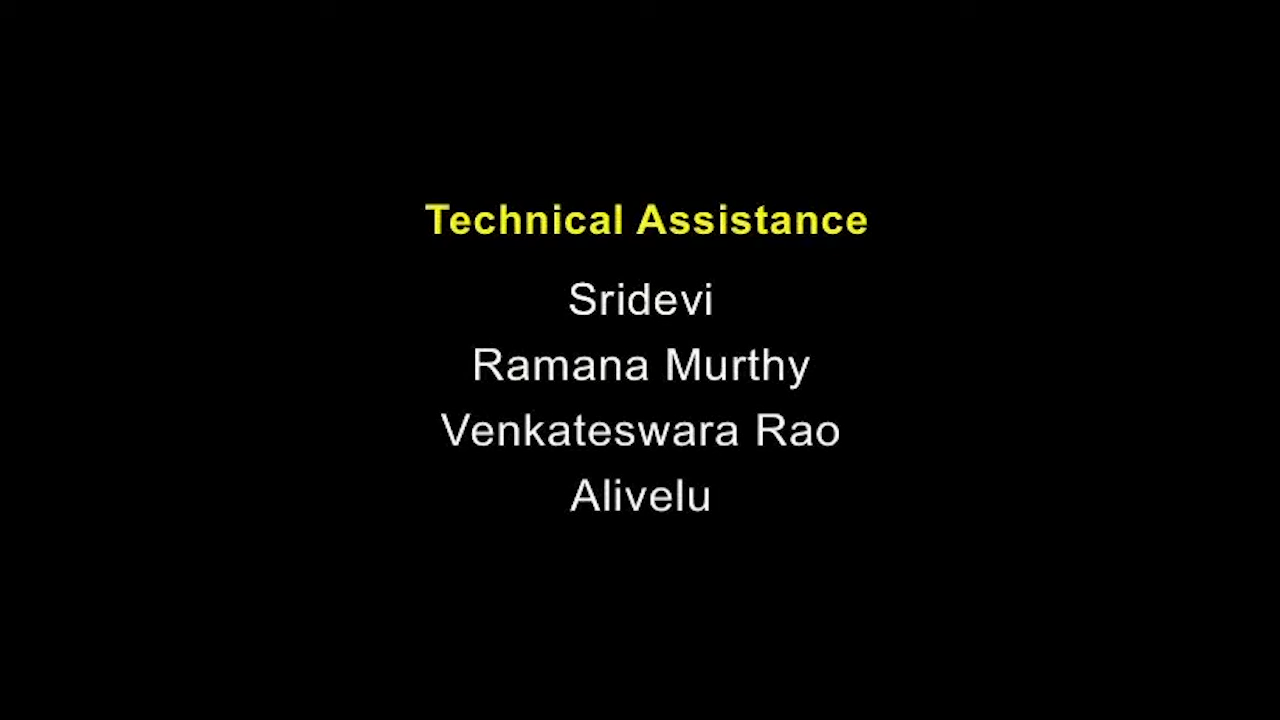 Technical Assistance
Sridevi
Ramana Murthy
Venkateswara Rao
Alivelu